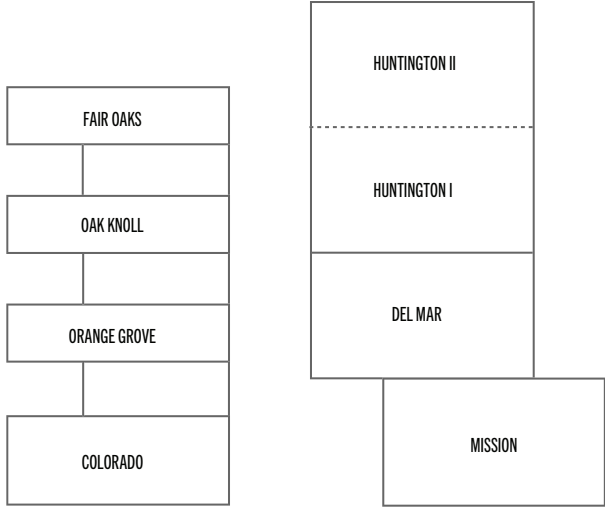 FAIR OAKS
OAK KNOLL
ORANGE GROVE
COLORADO
HUNTINGTON II
HUNTINGTON I
DEL MAR
MISSION